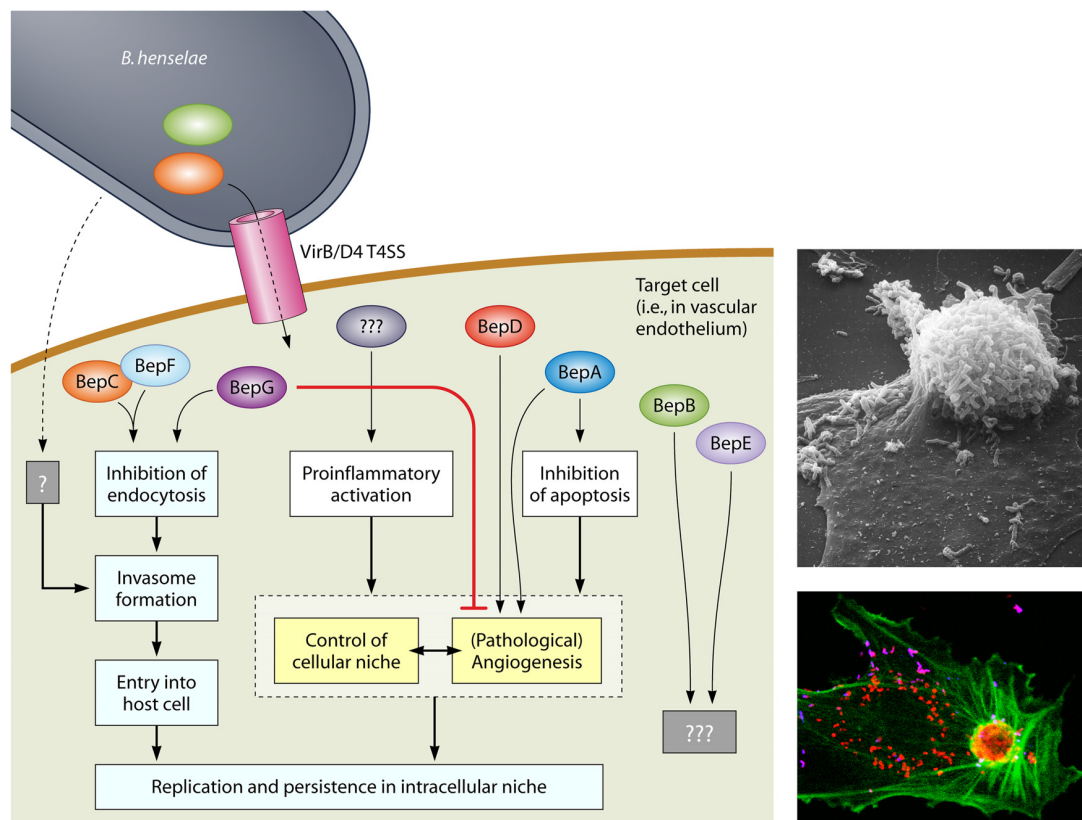 B. henselae
VirB/D4 T4SS
Target cell
(i.e., in vascular
endothelium)
???
BepD
BepF
BepC
BepG
BepA
BepB
BepE
?
Inhibition of
endocytosis
Proinflammatory
activation
Inhibition
of apoptosis
Invasome
formation
Control of
cellular niche
(Pathological)
Angiogenesis
Entry into
host cell
???
Replication and persistence in intracellular niche